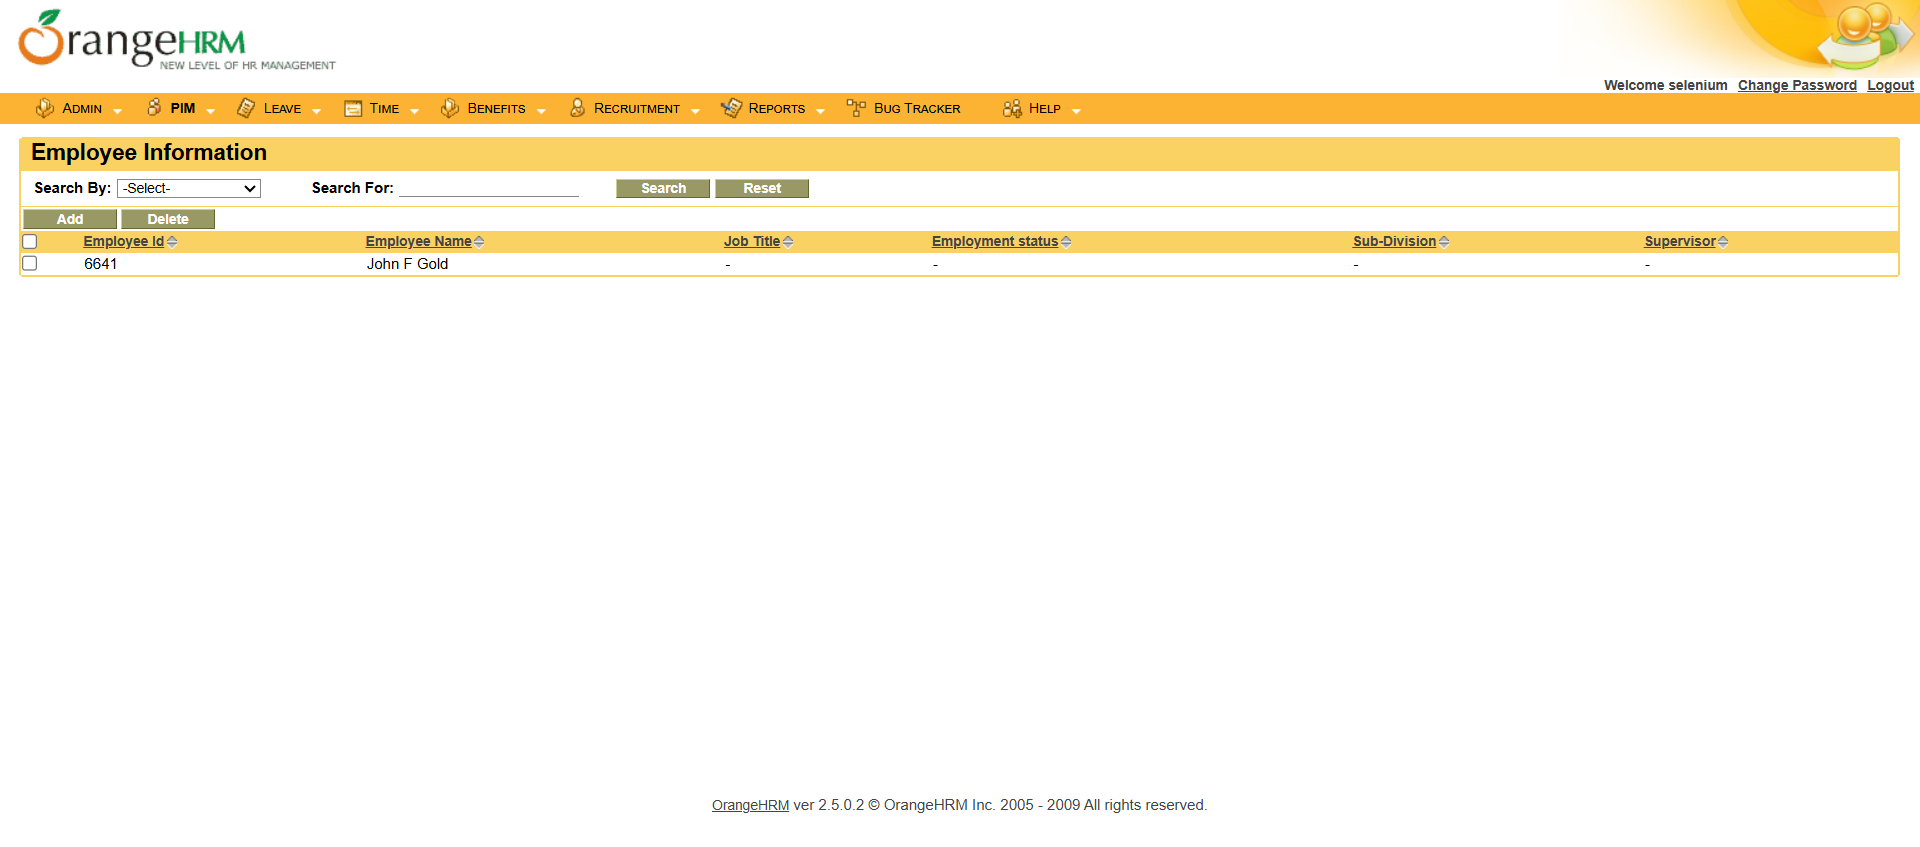 OrangeHRM
NEW LEVEL OF HR MANAGEMENT
Welcome selenium Change Password Logout
ADMIN PIM LEAVE TIME BENEFITS RECRUITMENT REPORTS BUG TRACKER HELP
Employee Information
Search By: -Select- Search For: Search Reset
Add Delete
Employee Id Employee Name Job Title Employment status Sub-Division Supervisor
6641 John F Gold - - - -
OrangeHRM ver 2.5.0.2 © OrangeHRM Inc. 2005 - 2009 All rights reserved.